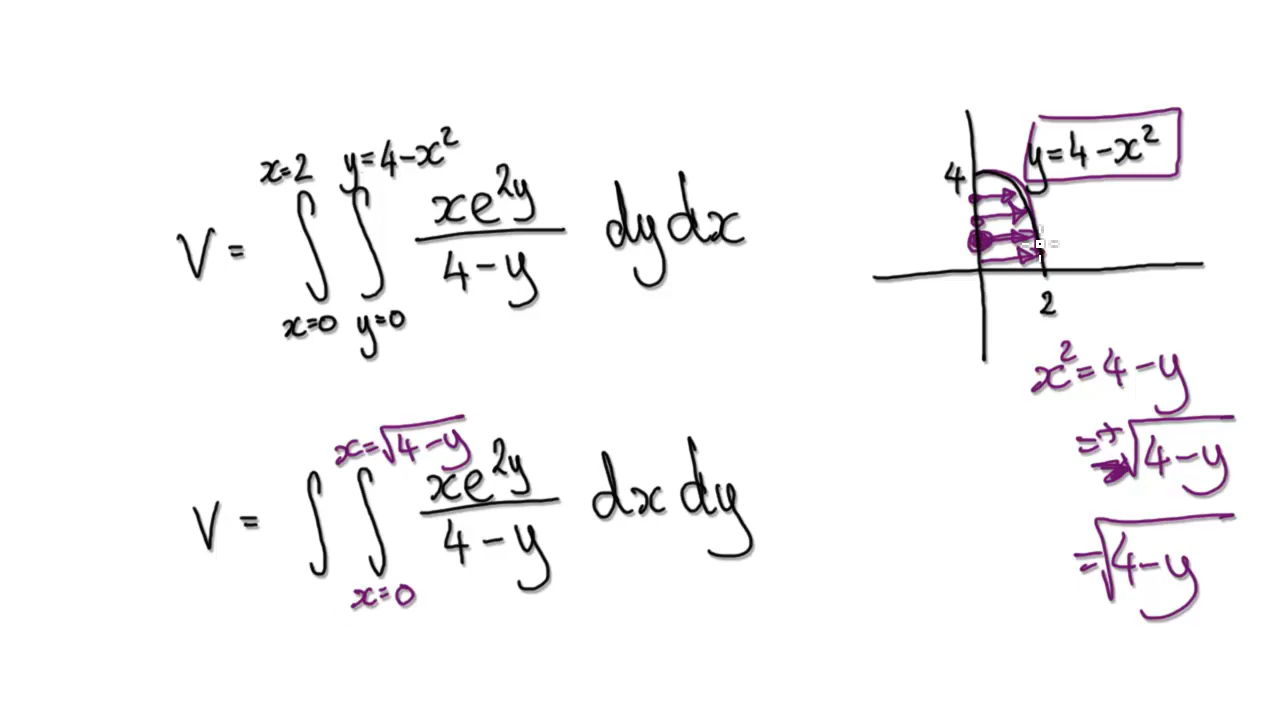 x=2 y=4-x²
V = ∫∫ xe^2y / 4-y dy dx
x=0 y=0
y=4-x²
4
2
x²=4-y
=+-√4-y
=√4-y
x=√4-y
V = ∫∫ xe^2y / 4-y dx dy
x=0